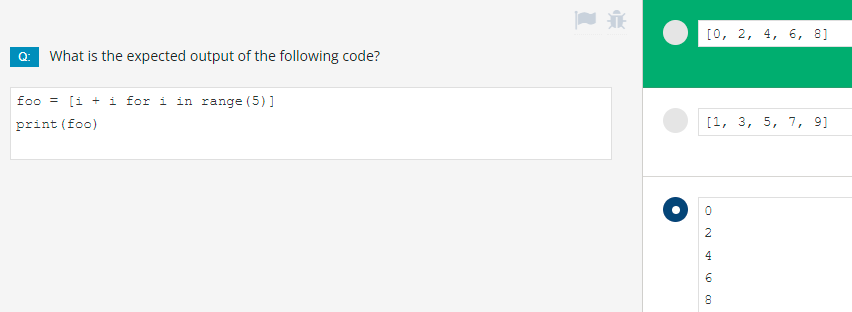 Q: What is the expected output of the following code?
foo = [i + i for i in range(5)]
print(foo)
[0, 2, 4, 6, 8]
[1, 3, 5, 7, 9]
0
2
4
6
8